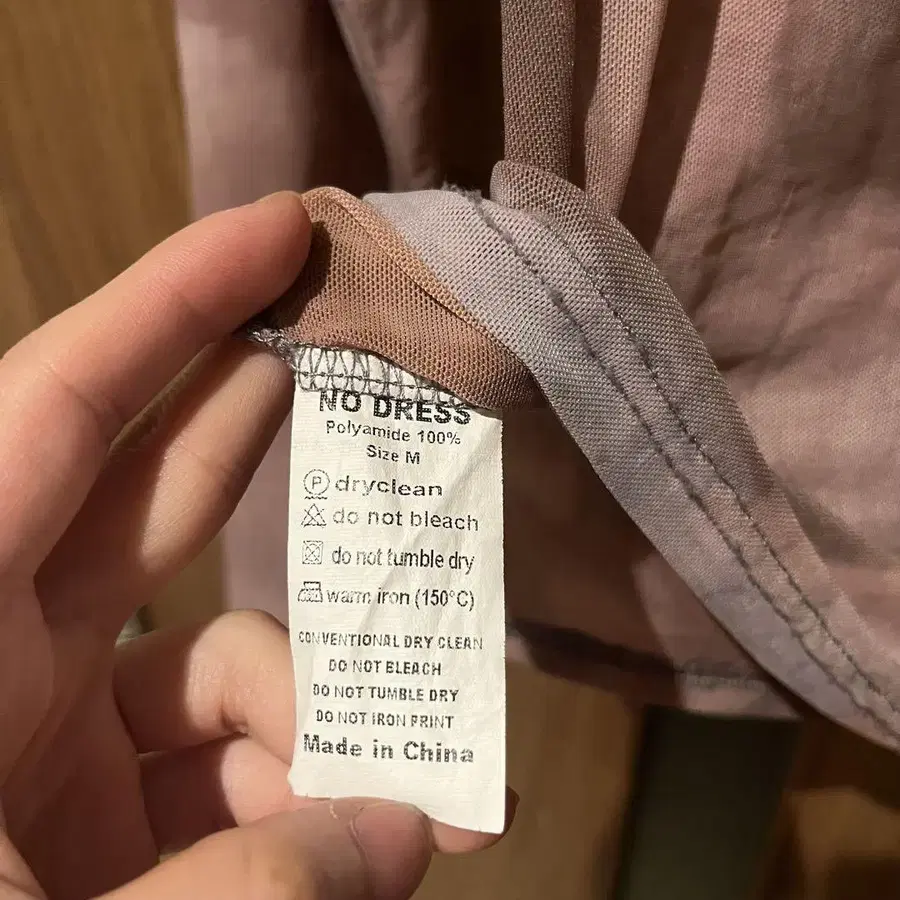 NO DRESS
Polyamide 100%
Size M
P dryclean
do not bleach
do not tumble dry
warm iron (150°C)
CONVENTIONAL DRY CLEAN
DO NOT BLEACH
DO NOT TUMBLE DRY
DO NOT IRON PRINT
Made in China